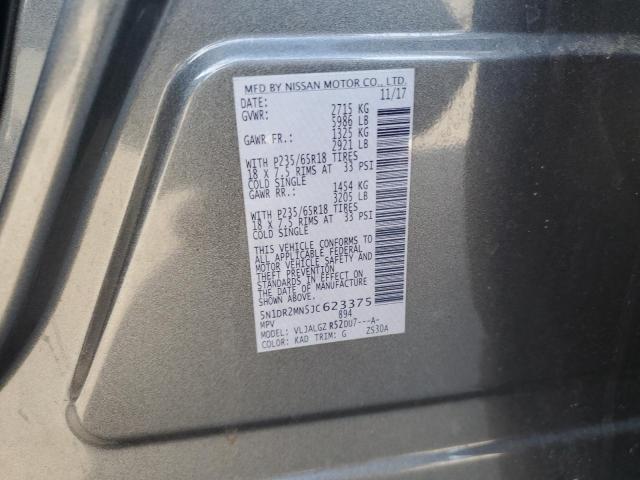 MFD BY NISSAN MOTOR CO., LTD.
DATE: 11/17
GVWR: 2715 KG
5986 LB
GAWR FR.: 1325 KG
2921 LB
WITH P235/65R18 TIRES
18 X 7.5 RIMS AT 33 PSI
COLD SINGLE
GAWR RR.: 1454 KG
3205 LB
WITH P235/65R18 TIRES
18 X 7.5 RIMS AT 33 PSI
COLD SINGLE
THIS VEHICLE CONFORMS TO
ALL APPLICABLE FEDERAL
MOTOR VEHICLE SAFETY AND
THEFT PREVENTION
STANDARDS IN EFFECT ON
THE DATE OF MANUFACTURE
SHOWN ABOVE.
5N1DR2MN5JC623375
MPV 894
MODEL: VLJALGZ R52DU7---A-
COLOR: KAD TRIM: G ZS30A